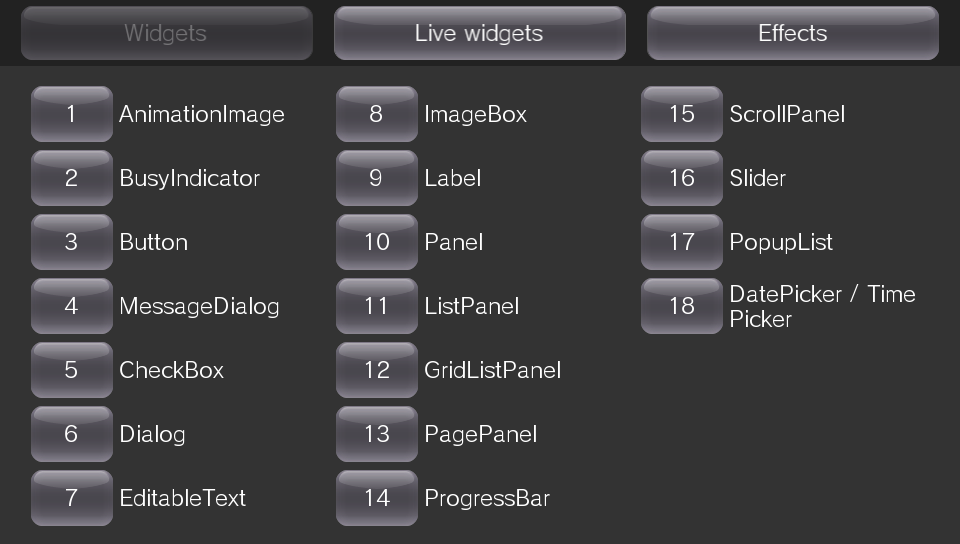 Widgets
Live widgets
Effects
1 AnimationImage
2 BusyIndicator
3 Button
4 MessageDialog
5 CheckBox
6 Dialog
7 EditableText
8 ImageBox
9 Label
10 Panel
11 ListPanel
12 GridListPanel
13 PagePanel
14 ProgressBar
15 ScrollPanel
16 Slider
17 PopupList
18 DatePicker / Time
Picker